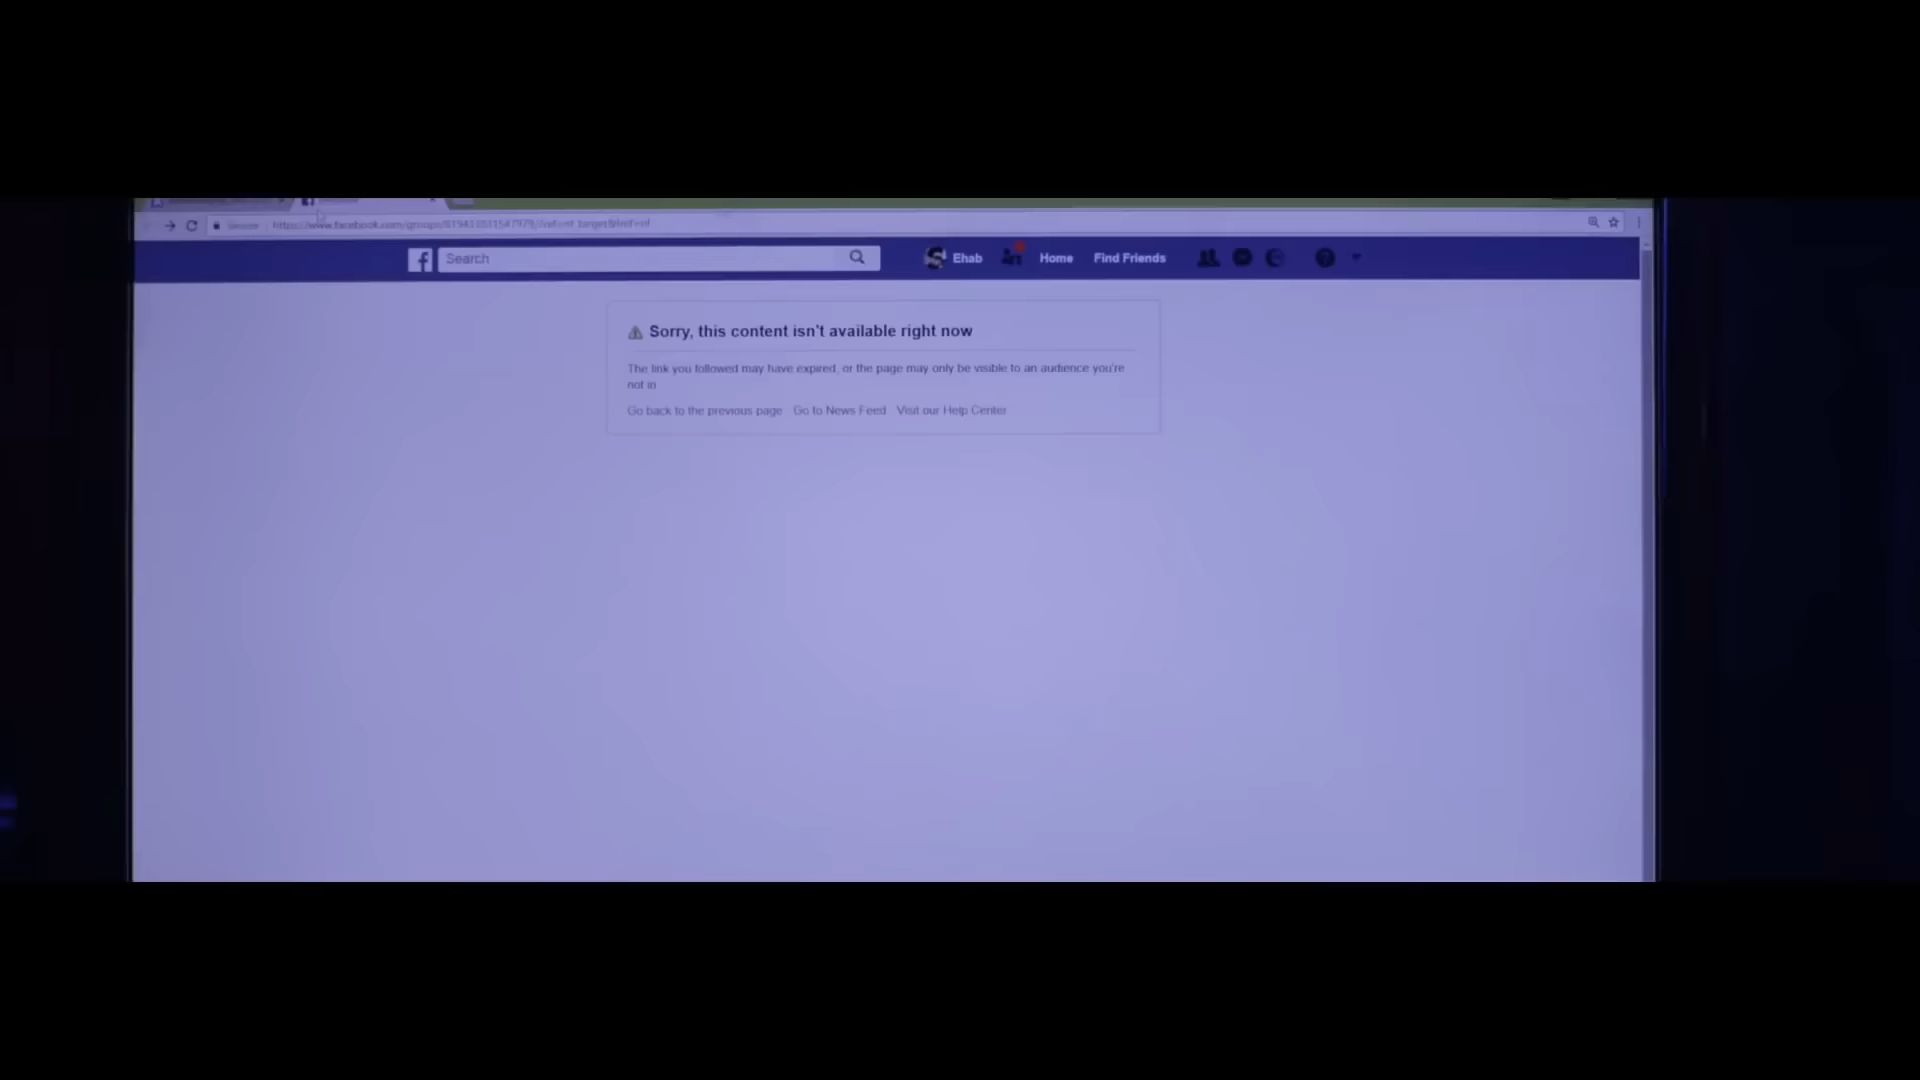 Search
Ehab
Home
Find Friends
Sorry, this content isn't available right now
The link you followed may have expired, or the page may only be visible to an audience you're
not in
Go back to the previous page Go to News Feed Visit our Help Center